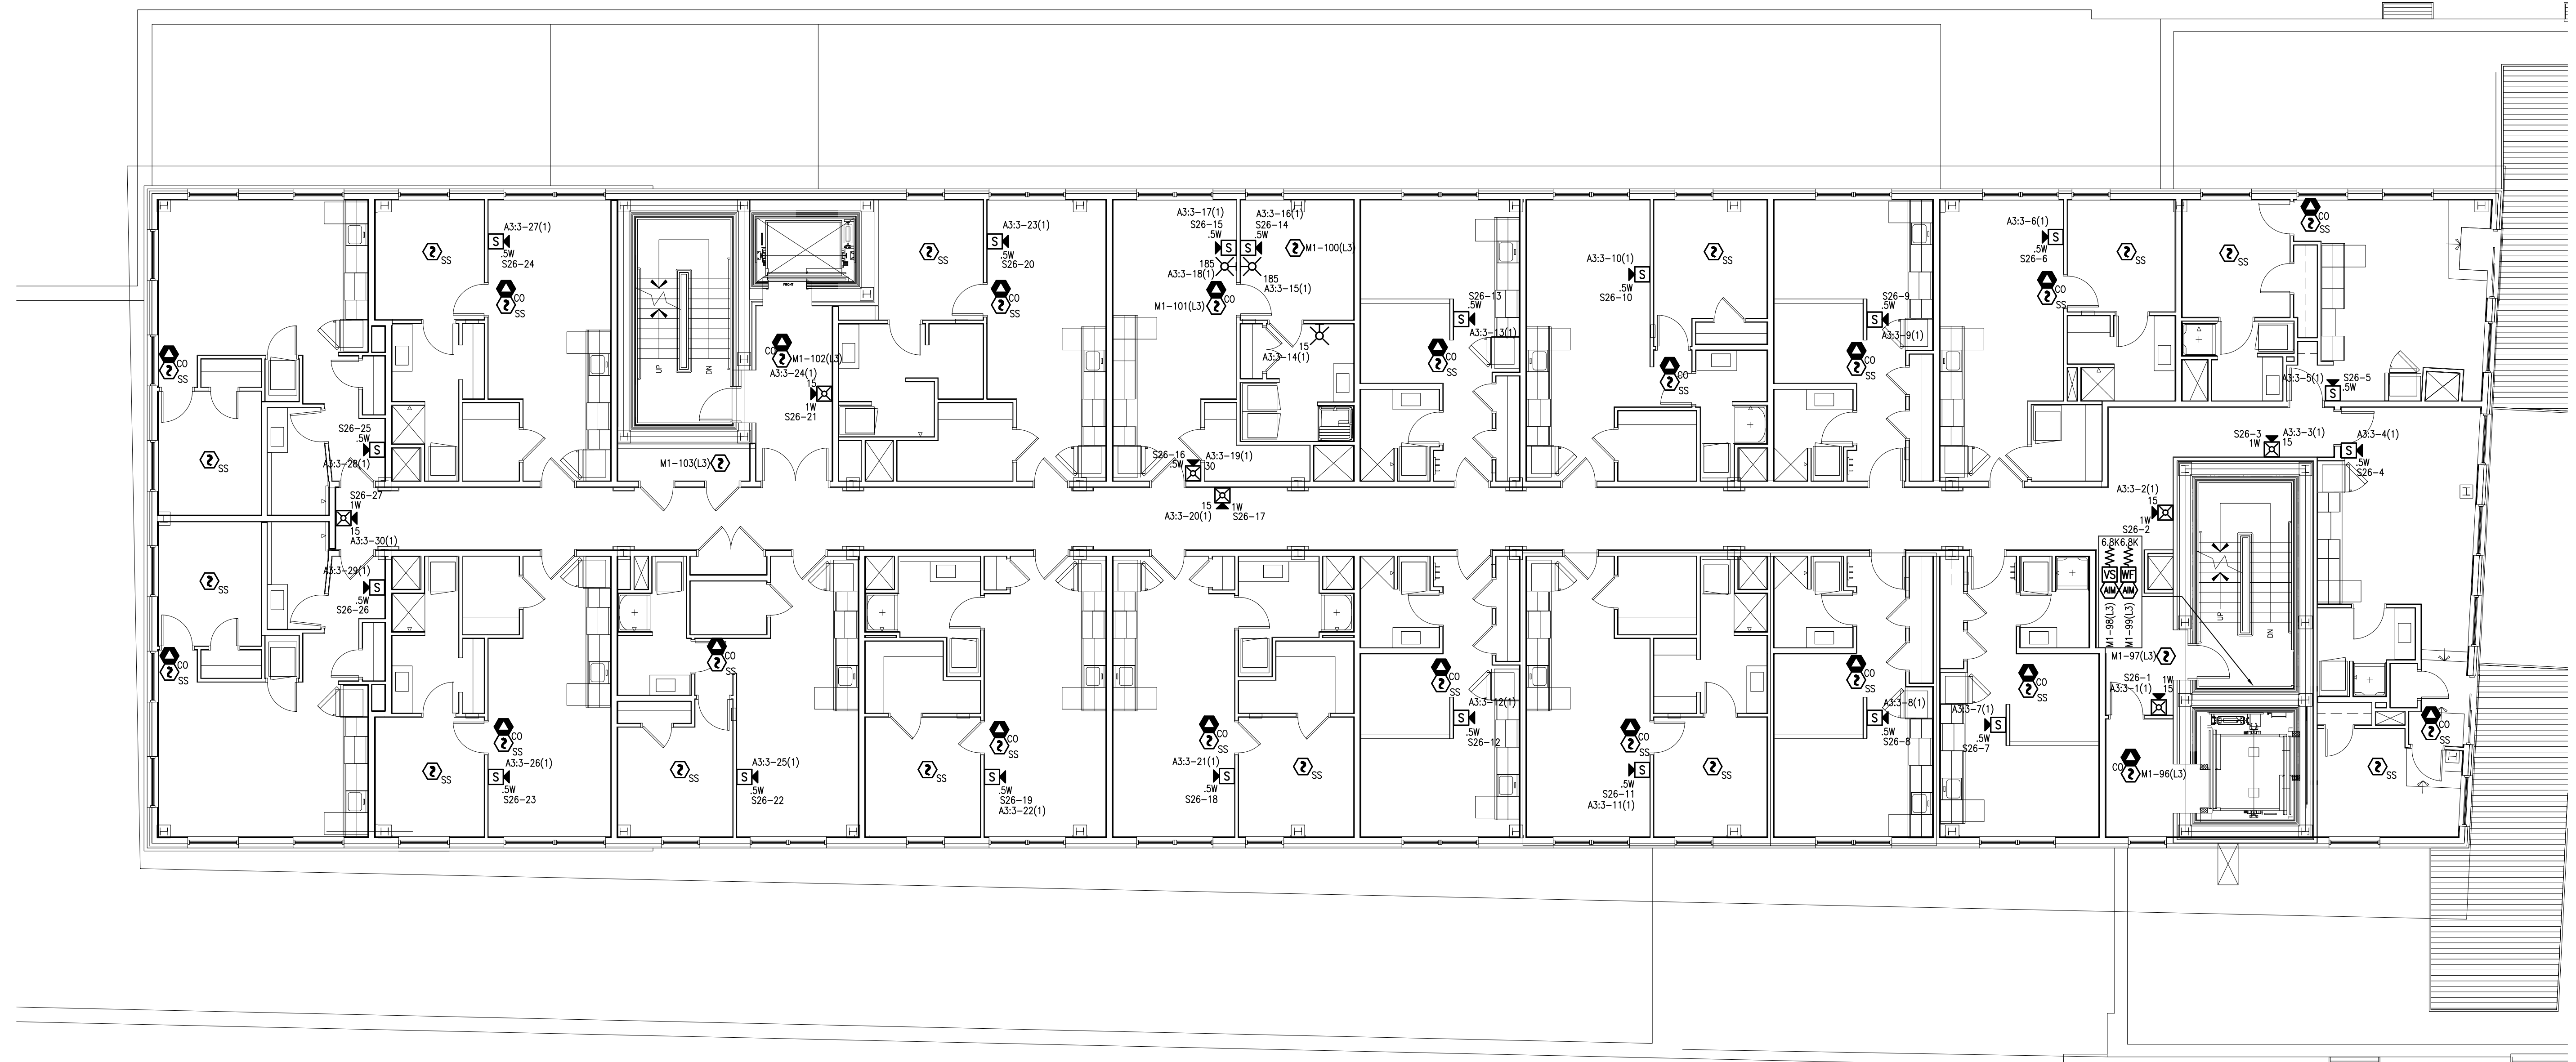 A3:3-27(1)
S
.5W
S26-24
SS
CO
SS
A3:3-23(1)
S
.5W
S26-20
SS
CO
SS
FRONT
UP
DN
CO
M1-102(L3)
A3:3-24(1)
15
1W
S26-21
M1-103(L3)
A3:3-17(1)
S26-15
.5W
S
185
A3:3-18(1)
CO
M1-101(L3)
A3:3-16(1)
S26-14
.5W
S
M1-100(L3)
185
A3:3-15(1)
A3:3-14(1)
15
S26-16
.5W
A3:3-19(1)
30
15
1W
A3:3-20(1)
S26-17
S26-13
.5W
S
A3:3-13(1)
CO
SS
A3:3-10(1)
S
.5W
S26-10
SS
CO
SS
S26-9
.5W
S
A3:3-9(1)
CO
SS
A3:3-6(1)
S
.5W
S26-6
CO
SS
SS
SS
CO
SS
A3:3-5(1)
S26-5
.5W
S
S26-3
1W
A3:3-3(1)
15
A3:3-4(1)
S
.5W
S26-4
A3:3-2(1)
15
1W
S26-2
6.8K
6.8K
VS
WF
AIM
AIM
M1-98(L3)
M1-99(L3)
M1-97(L3)
UP
DN
S26-1
1W
A3:3-1(1)
15
CO
M1-96(L3)
CO
SS
SS
CO
SS
SS
S26-25
.5W
S
A3:3-28(1)
S26-27
1W
15
A3:3-30(1)
A3:3-29(1)
S
.5W
S26-26
SS
CO
SS
CO
SS
A3:3-26(1)
SS
S
.5W
S26-23
CO
SS
SS
A3:3-25(1)
S
.5W
S26-22
SS
CO
SS
S
.5W
S26-19
A3:3-22(1)
CO
SS
A3:3-21(1)
S
.5W
S26-18
SS
CO
SS
A3:3-12(1)
S
.5W
S26-12
CO
SS
S
.5W
S26-11
A3:3-11(1)
SS
CO
SS
A3:3-8(1)
S
.5W
S26-8
CO
SS
A3:3-7(1)
S
.5W
S26-7